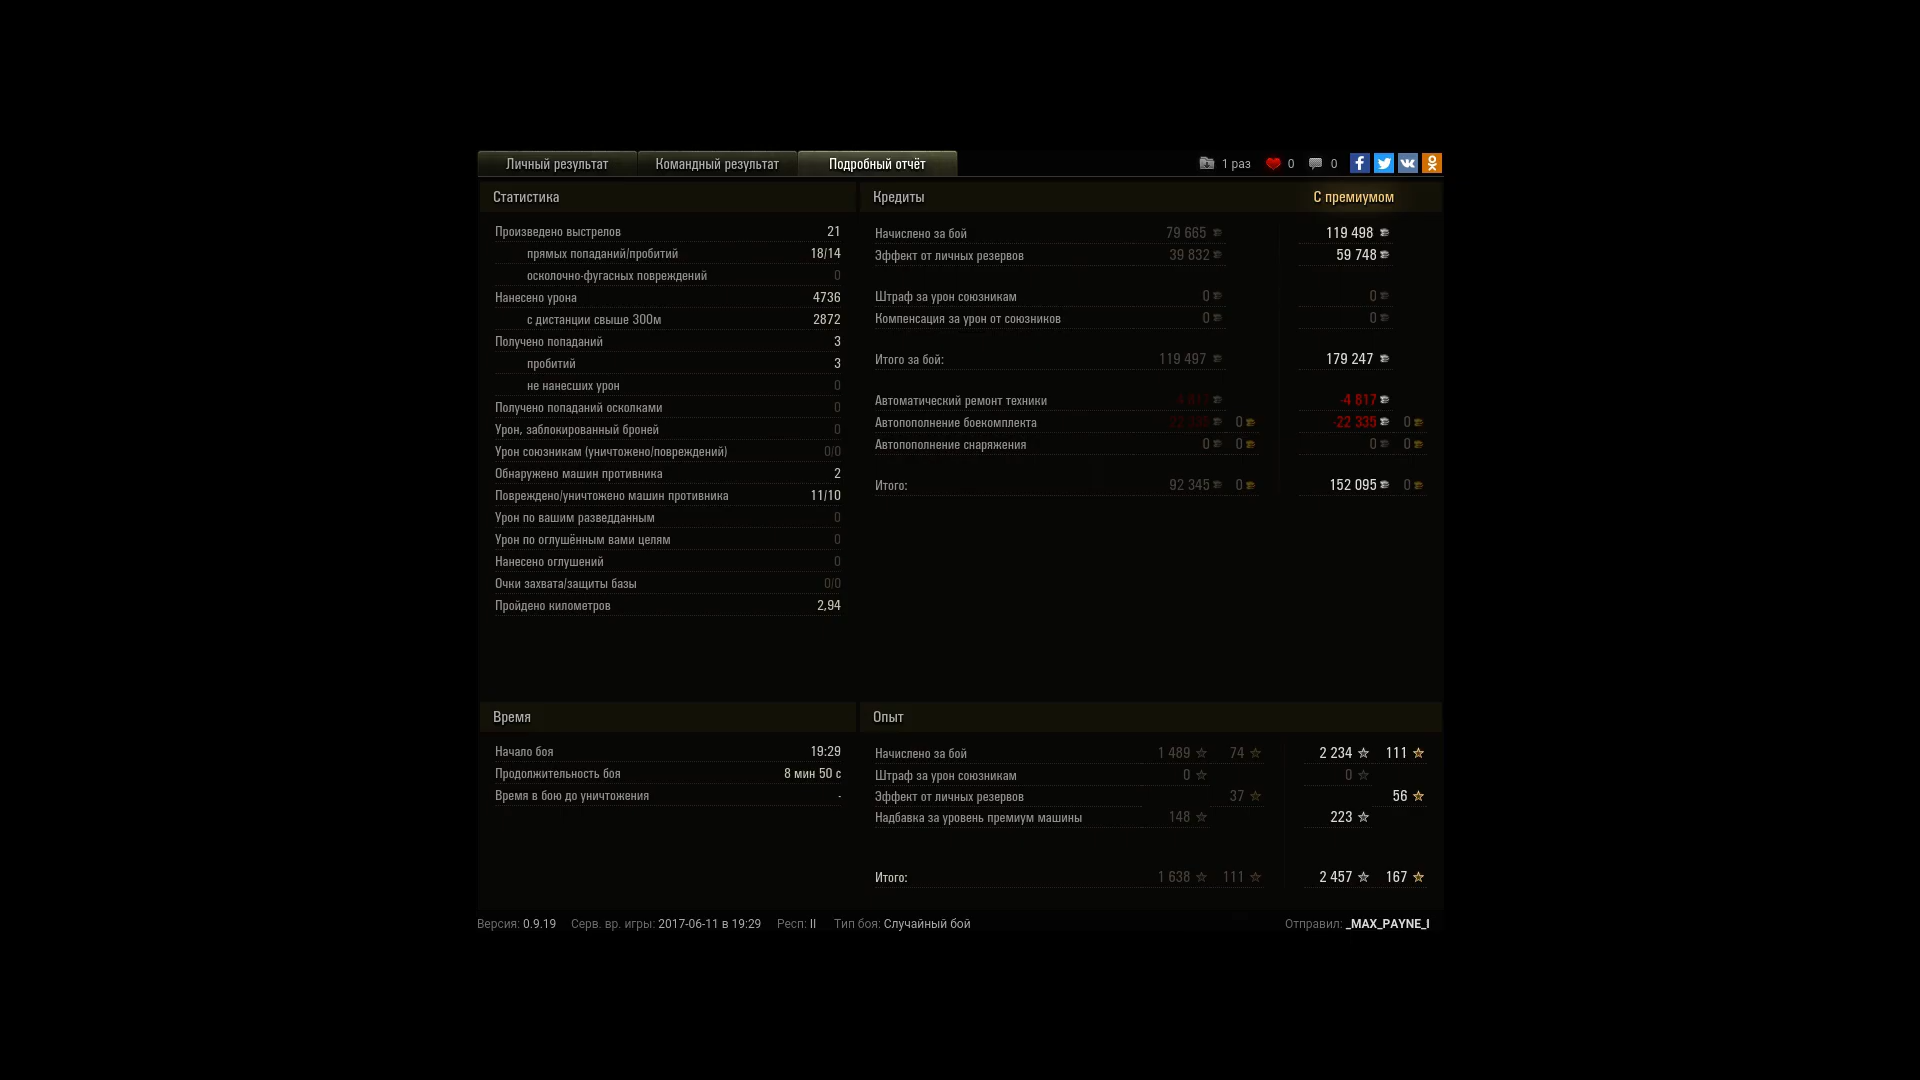 Личный результат Командный результат Подробный отчёт 1 раз 0 0
Статистика
Произведено выстрелов 21
прямых попаданий/пробитий 18/14
осколочно-фугасных повреждений 0
Нанесено урона 4736
с дистанции свыше 300м 2872
Получено попаданий 3
пробитий 3
не нанесших урон 0
Получено попаданий осколками 0
Урон, заблокированный броней 0
Урон союзникам (уничтожено/повреждений) 0/0
Обнаружено машин противника 2
Повреждено/уничтожено машин противника 11/10
Урон по вашим разведданным 0
Урон по оглушённым вами целям 0
Нанесено оглушений 0
Очки захвата/защиты базы 0/0
Пройдено километров 2,94
Кредиты С премиумом
Начислено за бой 79 665 119 498
Эффект от личных резервов 39 832 59 748
Штраф за урон союзникам 0 0
Компенсация за урон от союзников 0 0
Итого за бой: 119 497 179 247
Автоматический ремонт техники -4 817 -4 817
Автопополнение боекомплекта -22 335 0 -22 335 0
Автопополнение снаряжения 0 0 0 0
Итого: 92 345 0 152 095 0
Время
Начало боя 19:29
Продолжительность боя 8 мин 50 с
Время в бою до уничтожения -
Опыт
Начислено за бой 1 489 74 2 234 111
Штраф за урон союзникам 0 0
Эффект от личных резервов 37 56
Надбавка за уровень премиум машины 148 223
Итого: 1 638 111 2 457 167
Версия: 0.9.19 Серв. вр. игры: 2017-06-11 в 19:29 Респ: II Тип боя: Случайный бой Отправил: _MAX_PAYNE_I